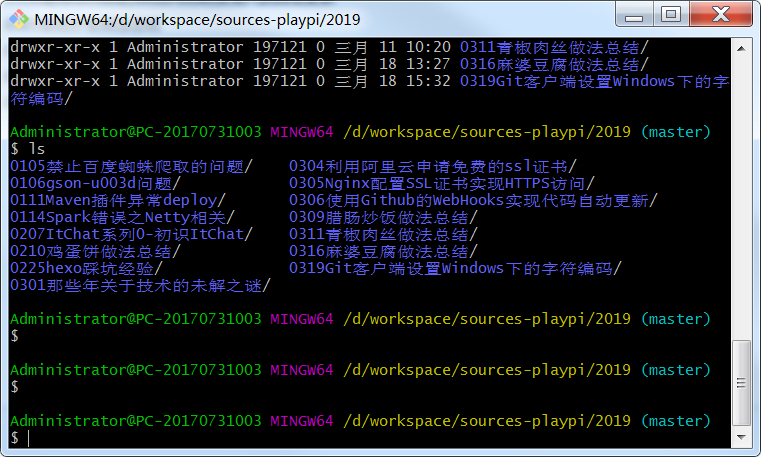 MINGW64:/d/workspace/sources-playpi/2019
drwxr-xr-x 1 Administrator 197121 0 三月 11 10:20 0311青椒肉丝做法总结/
drwxr-xr-x 1 Administrator 197121 0 三月 18 13:27 0316麻婆豆腐做法总结/
drwxr-xr-x 1 Administrator 197121 0 三月 18 15:32 0319Git客户端设置Windows下的字
符编码/
Administrator@PC-20170731003 MINGW64 /d/workspace/sources-playpi/2019 (master)
$ ls
0105禁止百度蜘蛛爬取的问题/ 0304利用阿里云申请免费的ssl证书/
0106gson-u003d问题/ 0305Nginx配置SSL证书实现HTTPS访问/
0111Maven插件异常deploy/ 0306使用Github的WebHooks实现代码自动更新/
0114Spark错误之Netty相关/ 0309腊肠炒饭做法总结/
0207ItChat系列0-初识ItChat/ 0311青椒肉丝做法总结/
0210鸡蛋饼做法总结/ 0316麻婆豆腐做法总结/
0225hexo踩坑经验/ 0319Git客户端设置Windows下的字符编码/
0301那些年关于技术的未解之谜/
Administrator@PC-20170731003 MINGW64 /d/workspace/sources-playpi/2019 (master)
$
Administrator@PC-20170731003 MINGW64 /d/workspace/sources-playpi/2019 (master)
$
Administrator@PC-20170731003 MINGW64 /d/workspace/sources-playpi/2019 (master)
$